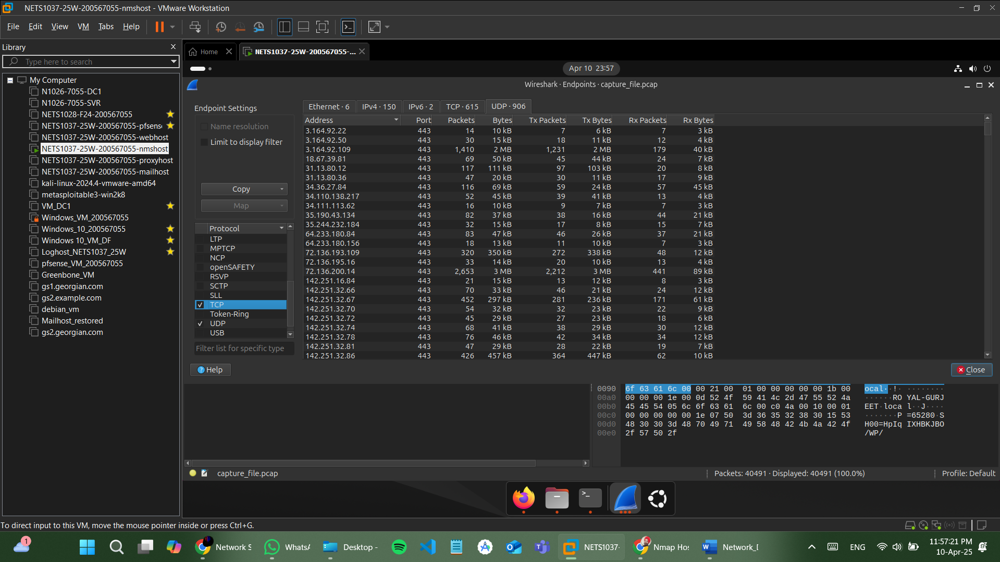 NETS1037-25W-200567055-nmshost - VMware Workstation
File Edit View VM Tabs Help
Library
Type here to search
My Computer
N1026-7055-DC1
N1026-7055-SVR
NETS1028-F24-200567055
NETS1037-25W-200567055-pfsense
NETS1037-25W-200567055-webhost
NETS1037-25W-200567055-nmshost
NETS1037-25W-200567055-proxyhost
NETS1037-25W-200567055-mailhost
kali-linux-2024.4-vmware-amd64
metasploitable3-win2k8
VM_DC1
Windows_VM_200567055
Windows_10_200567055
Windows 10_VM_DF
Loghost_NETS1037_25W
pfsense_VM_200567055
Greenbone_VM
gs1.georgian.com
gs2.example.com
debian_vm
Mailhost_restored
gs2.georgian.com
Home NETS1037-25W-200567055-...
Apr 10 23:57
Wireshark · Endpoints · capture_file.pcap
Endpoint Settings
Name resolution
Limit to display filter
Copy
Map
Protocol
LTP
MPTCP
NCP
openSAFETY
RSVP
SCTP
SLL
TCP
Token-Ring
UDP
USB
Filter list for specific type
Help
Ethernet · 6 IPv4 · 150 IPv6 · 2 TCP · 615 UDP · 906
Address Port Packets Bytes Tx Packets Tx Bytes Rx Packets Rx Bytes
3.164.92.22 443 14 10 kB 7 6 kB 7 3 kB
3.164.92.50 443 30 15 kB 18 11 kB 12 4 kB
3.164.92.109 443 1,410 2 MB 1,231 2 MB 179 40 kB
18.67.39.81 443 69 50 kB 45 44 kB 24 7 kB
31.13.80.12 443 117 111 kB 97 103 kB 20 8 kB
31.13.80.36 443 47 20 kB 30 11 kB 17 9 kB
34.36.27.84 443 116 69 kB 59 24 kB 57 45 kB
34.110.138.217 443 52 45 kB 39 41 kB 13 4 kB
34.111.113.62 443 16 10 kB 9 7 kB 7 3 kB
35.190.43.134 443 82 37 kB 38 16 kB 44 21 kB
35.244.232.184 443 32 15 kB 17 8 kB 15 7 kB
64.233.180.84 443 83 47 kB 46 26 kB 37 21 kB
64.233.180.156 443 18 13 kB 11 10 kB 7 3 kB
72.136.193.109 443 320 350 kB 272 338 kB 48 12 kB
72.136.195.16 443 33 14 kB 20 10 kB 13 4 kB
72.136.200.14 443 2,653 3 MB 2,212 3 MB 441 89 kB
142.251.16.84 443 21 15 kB 13 12 kB 8 3 kB
142.251.32.66 443 70 33 kB 46 21 kB 24 12 kB
142.251.32.67 443 452 297 kB 281 236 kB 171 61 kB
142.251.32.70 443 54 32 kB 32 23 kB 22 9 kB
142.251.32.72 443 45 29 kB 27 23 kB 18 6 kB
142.251.32.74 443 68 41 kB 38 29 kB 30 12 kB
142.251.32.78 443 76 46 kB 42 34 kB 34 12 kB
142.251.32.81 443 47 29 kB 28 22 kB 19 7 kB
142.251.32.86 443 426 457 kB 364 447 kB 62 10 kB
Close
0090 6f 63 61 6c 00 00 21 00 01 00 00 00 00 00 1b 00 ocal··!· ········
00a0 00 00 00 1e 00 0d 52 4f 59 41 4c 2d 47 55 52 4a ······RO YAL-GURJ
00b0 45 45 54 05 6c 6f 63 61 6c 00 c0 4a 00 10 00 01 EET·loca l··J····
00c0 00 00 00 00 00 1e 07 50 3d 36 35 32 38 30 15 53 ·······P =65280·S
00d0 48 30 30 3d 48 70 49 71 49 58 48 42 4b 4a 42 4f H00=HpIq IXHBKJBO
00e0 2f 57 50 2f /WP/
capture_file.pcap
Packets: 40491 · Displayed: 40491 (100.0%)
Profile: Default
To direct input to this VM, move the mouse pointer inside or press Ctrl+G.
1
Network S
WhatsA
Desktop -
NETS1037-
Nmap Hos
Network_D
ENG
11:57:21 PM
10-Apr-25